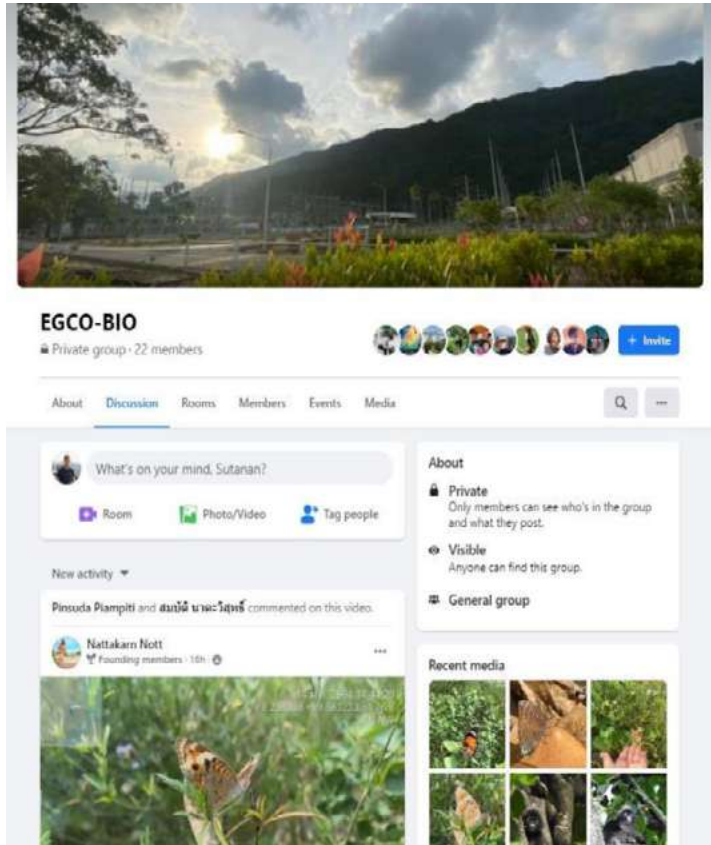 EGCO-BIO
Private group · 22 members
+ Invite
About Discussion Rooms Members Events Media
What's on your mind, Sutanan?
Room Photo/Video Tag people
New activity
Pinsuda Piampiti and สมบัติ นาคะวิสุทธิ์ commented on this video.
Nattakarn Nott
Founding members · 16h ·
About
Private
Only members can see who's in the group
and what they post.
Visible
Anyone can find this group.
General group
Recent media